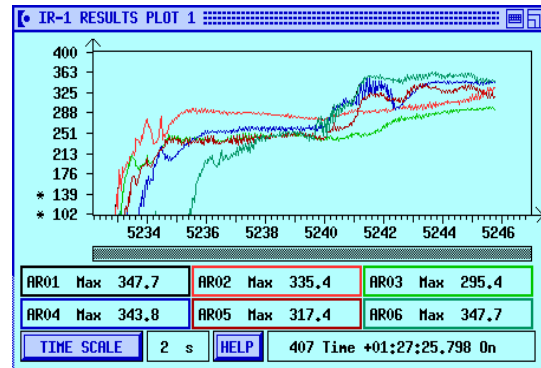 IR-1 RESULTS PLOT 1
400
363
325
288
251
213
176
* 139
* 102
5234 5236 5238 5240 5242 5244 5246
AR01 Max 347.7 AR02 Max 335.4 AR03 Max 295.4
AR04 Max 343.8 AR05 Max 317.4 AR06 Max 347.7
TIME SCALE 2 s HELP 407 Time +01:27:25.798 On